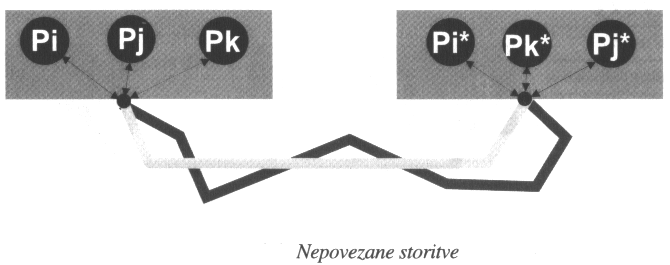 Pi Pj Pk Pi* Pk* Pj*
Nepovezane storitve